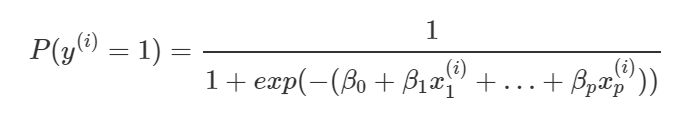 P(y^{(i)} = 1) = \frac{1}{1 + exp(-(\beta_0 + \beta_1 x_1^{(i)} + \ldots + \beta_p x_p^{(i)}))}